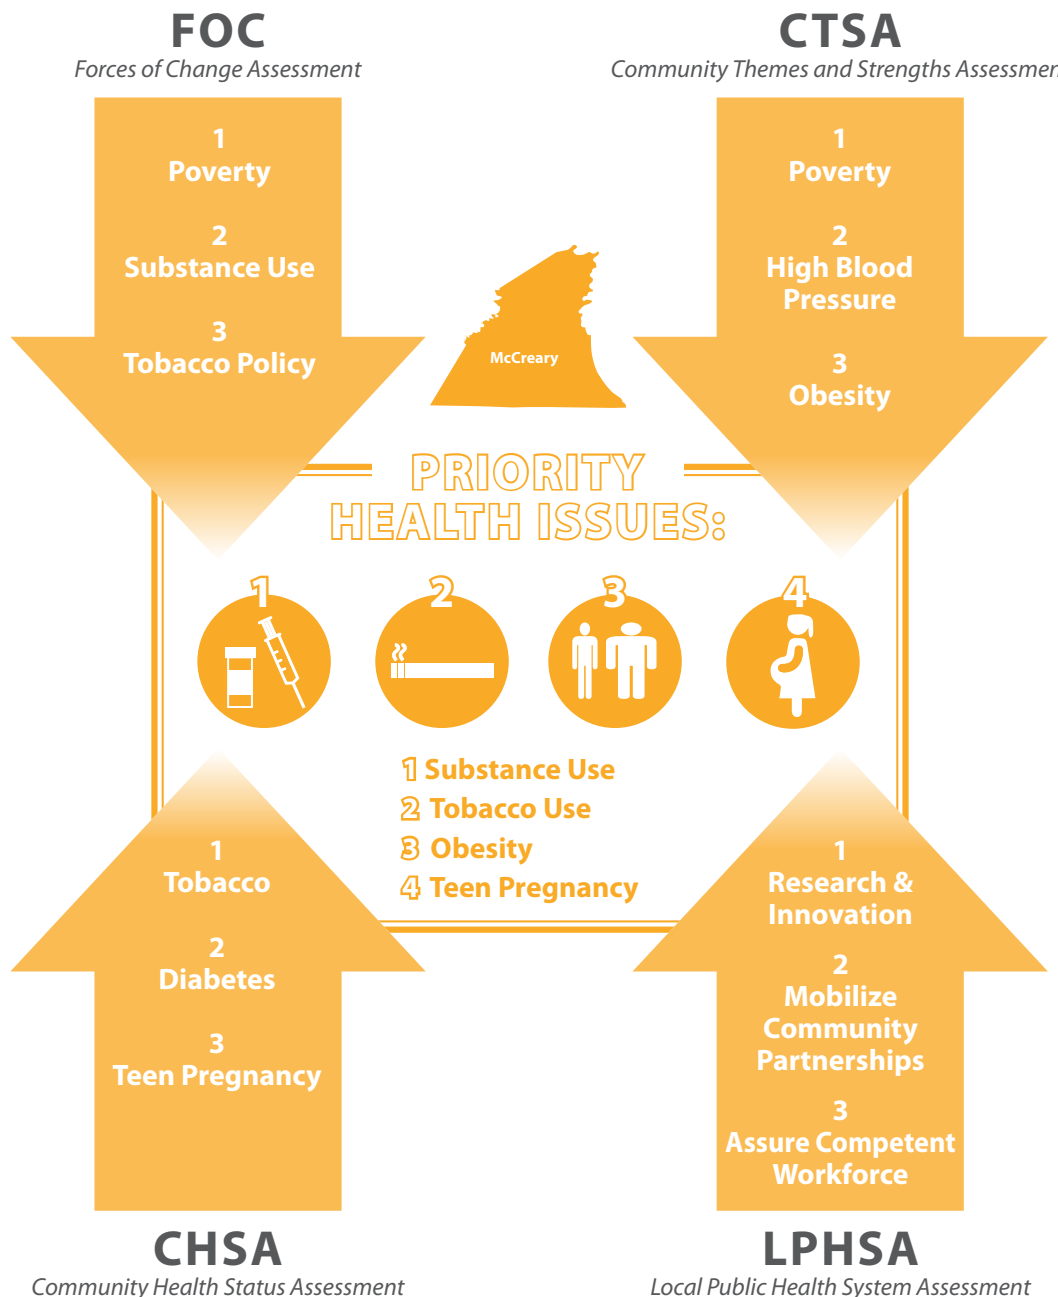 FOC
Forces of Change Assessment
1
Poverty
2
Substance Use
3
Tobacco Policy
CTSA
Community Themes and Strengths Assessmen
1
Poverty
2
High Blood
Pressure
3
Obesity
McCreary
PRIORITY
HEALTH ISSUES:
1
2
3
4
1 Substance Use
2 Tobacco Use
3 Obesity
4 Teen Pregnancy
1
Tobacco
2
Diabetes
3
Teen Pregnancy
CHSA
Community Health Status Assessment
1
Research &
Innovation
2
Mobilize
Community
Partnerships
3
Assure Competent
Workforce
LPHSA
Local Public Health System Assessment